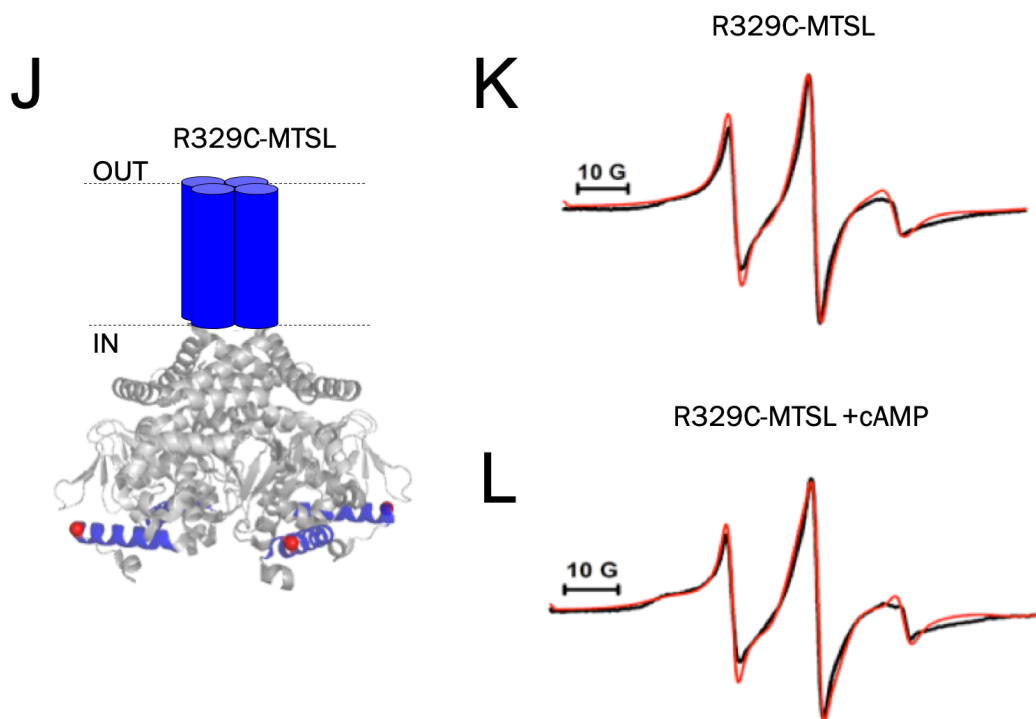 J
R329C-MTSL
OUT
IN
K
R329C-MTSL
10 G
L
R329C-MTSL +cAMP
10 G